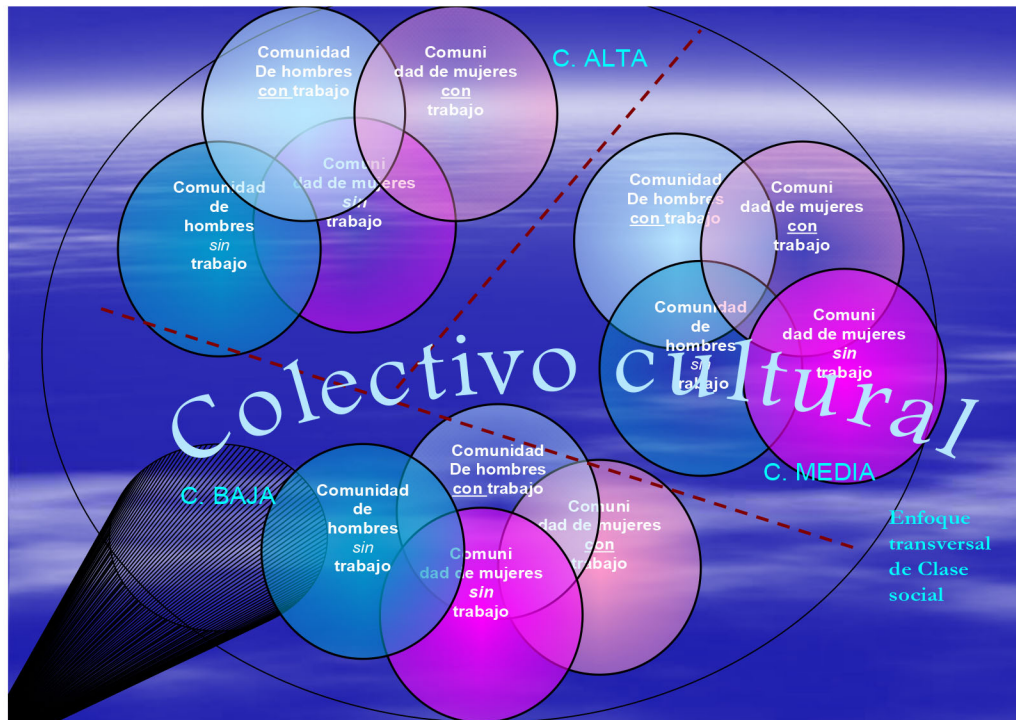 Comunidad
De hombres
con trabajo
Comuni
dad de mujeres
con
trabajo
C. ALTA
Comunidad
de
hombres
sin
trabajo
Comuni
dad de mujeres
sin
trabajo
Comunidad
De hombres
con trabajo
Comuni
dad de mujeres
con
trabajo
Comunidad
de
hombres
sin
trabajo
Comuni
dad de mujeres
sin
trabajo
Colectivo cultural
C. MEDIA
C. BAJA
Comunidad
de
hombres
sin
trabajo
Comunidad
De hombres
con trabajo
Comuni
dad de mujeres
sin
trabajo
Comuni
dad de mujeres
con
trabajo
Enfoque
transversal
de Clase
social